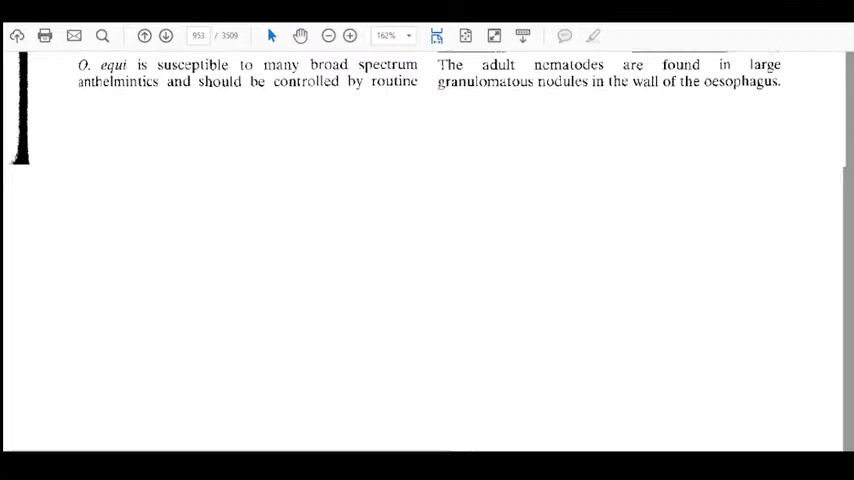 953 / 3509
162%
O. equi is susceptible to many broad spectrum
anthelmintics and should be controlled by routine
The adult nematodes are found in large
granulomatous nodules in the wall of the oesophagus.